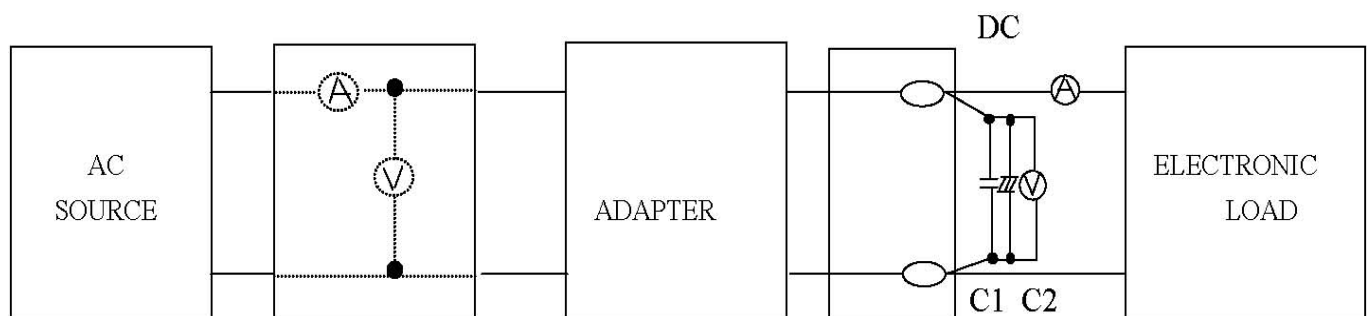 DC
A
A
V
V
AC
SOURCE
ADAPTER
ELECTRONIC
LOAD
C1 C2